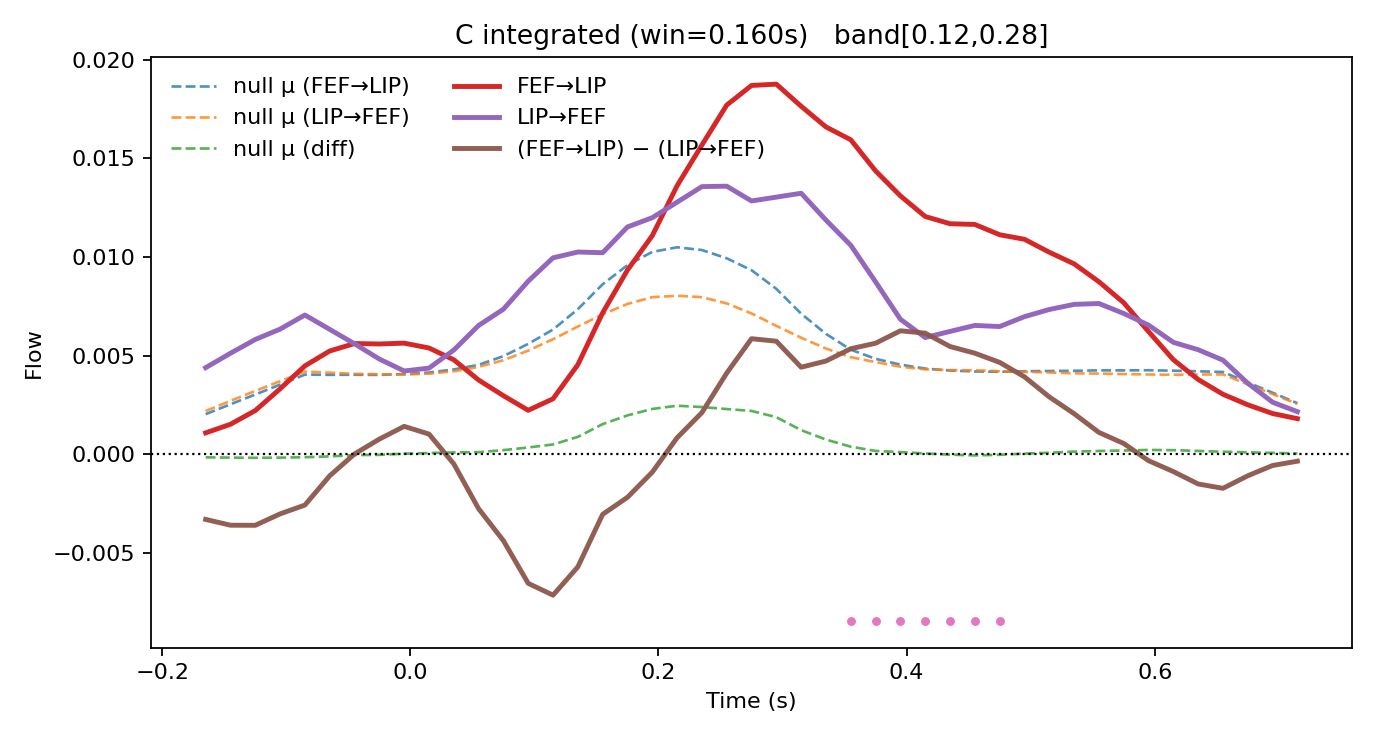 C integrated (win=0.160s)   band[0.12,0.28]
0.020
0.015
0.010
0.005
0.000
−0.005
Flow
null μ (FEF→LIP)
null μ (LIP→FEF)
null μ (diff)
FEF→LIP
LIP→FEF
(FEF→LIP) − (LIP→FEF)
−0.2 0.0 0.2 0.4 0.6
Time (s)